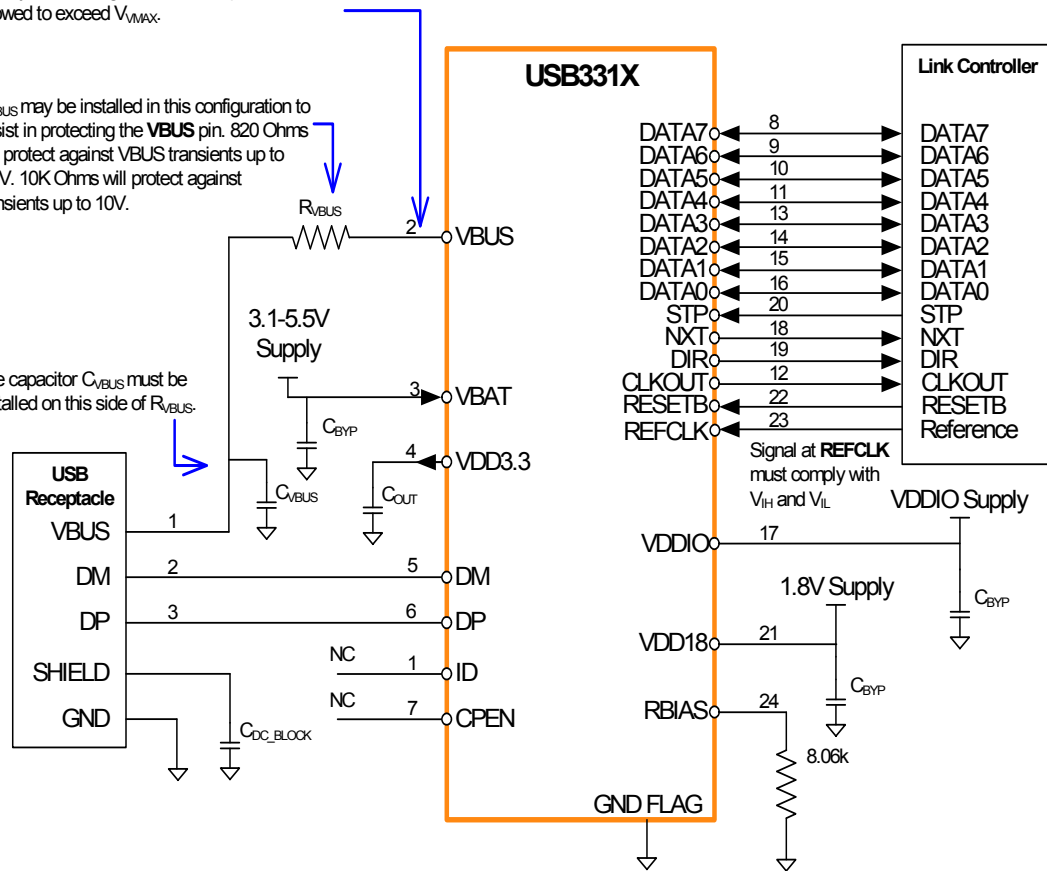 owed to exceed VVMAX.
BUS may be installed in this configuration to
sist in protecting the VBUS pin. 820 Ohms
protect against VBUS transients up to
V. 10K Ohms will protect against
nsients up to 10V.
RVBUS
2
VBUS
3.1-5.5V
Supply
3
VBAT
CBYP
e capacitor CVBUS must be
talled on this side of RVBUS.
4
VDD3.3
COUT
CVBUS
USB
Receptacle
VBUS
1
DM
2
5
DM
DP
3
6
DP
SHIELD
NC
1
ID
GND
NC
7
CPEN
CDC_BLOCK
USB331X
GND FLAG
Link Controller
DATA7 8 DATA7
DATA6 9 DATA6
DATA5 10 DATA5
DATA4 11 DATA4
DATA3 13 DATA3
DATA2 14 DATA2
DATA1 15 DATA1
DATA0 16 DATA0
STP 20 STP
NXT 18 NXT
DIR 19 DIR
CLKOUT 12 CLKOUT
RESETB 22 RESETB
REFCLK 23 Reference
Signal at REFCLK
must comply with
VIH and VIL
VDDIO Supply
VDDIO 17
CBYP
1.8V Supply
VDD18 21
CBYP
RBIAS 24
8.06k